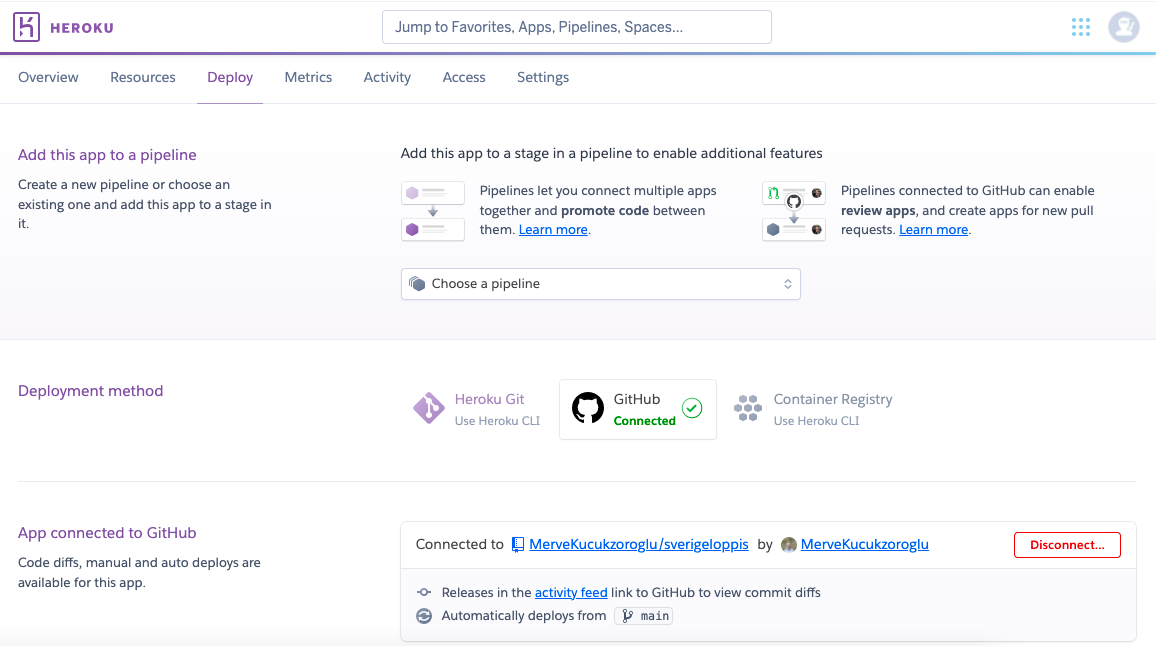 HEROKU
Jump to Favorites, Apps, Pipelines, Spaces...
Overview Resources Deploy Metrics Activity Access Settings
Add this app to a pipeline
Create a new pipeline or choose an
existing one and add this app to a stage in
it.
Add this app to a stage in a pipeline to enable additional features
Pipelines let you connect multiple apps
together and promote code between
them. Learn more.
Pipelines connected to GitHub can enable
review apps, and create apps for new pull
requests. Learn more.
Choose a pipeline
Deployment method
Heroku Git
Use Heroku CLI
GitHub
Connected
Container Registry
Use Heroku CLI
App connected to GitHub
Code diffs, manual and auto deploys are
available for this app.
Connected to MerveKucukzoroglu/sverigeloppis by MerveKucukzoroglu
Disconnect...
Releases in the activity feed link to GitHub to view commit diffs
Automatically deploys from main